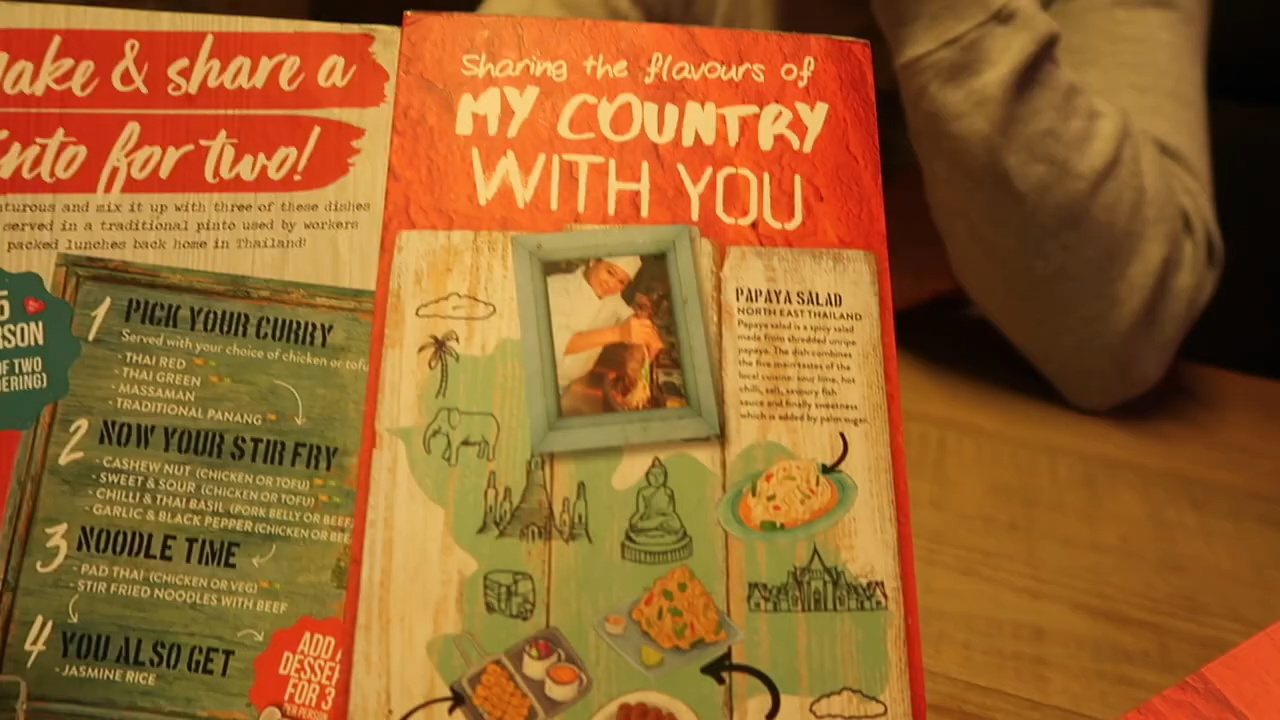 ake & share a
into for two!
turous and mix it up with three of these dishes
served in a traditional pinto used by workers
packed lunches back home in Thailand!
5
RSON
OF TWO
ERING)
1 PICK YOUR CURRY
Served with your choice of chicken or tofu
- THAI RED
- THAI GREEN
- MASSAMAN
- TRADITIONAL PANANG
2 NOW YOUR STIR FRY
- CASHEW NUT (CHICKEN OR TOFU)
- SWEET & SOUR (CHICKEN OR TOFU)
- CHILLI & THAI BASIL (PORK BELLY OR BEEF
- GARLIC & BLACK PEPPER (CHICKEN OR BEE
3 NOODLE TIME
- PAD THAI (CHICKEN OR VEG)
- STIR FRIED NOODLES WITH BEEF
4 YOU ALSO GET
- JASMINE RICE
ADD
DESSE
FOR 3
PER PERSON
Sharing the flavours of
MY COUNTRY
WITH YOU
PAPAYA SALAD
NORTH EAST THAILAND
Papaya salad is a spicy salad
made from shredded unripe
papaya. The dish combines
the five main tastes of the
local cuisine: sour lime, hot
chilli, salt, savoury fish
sauce and finally sweetness
which is added by palm sugar.